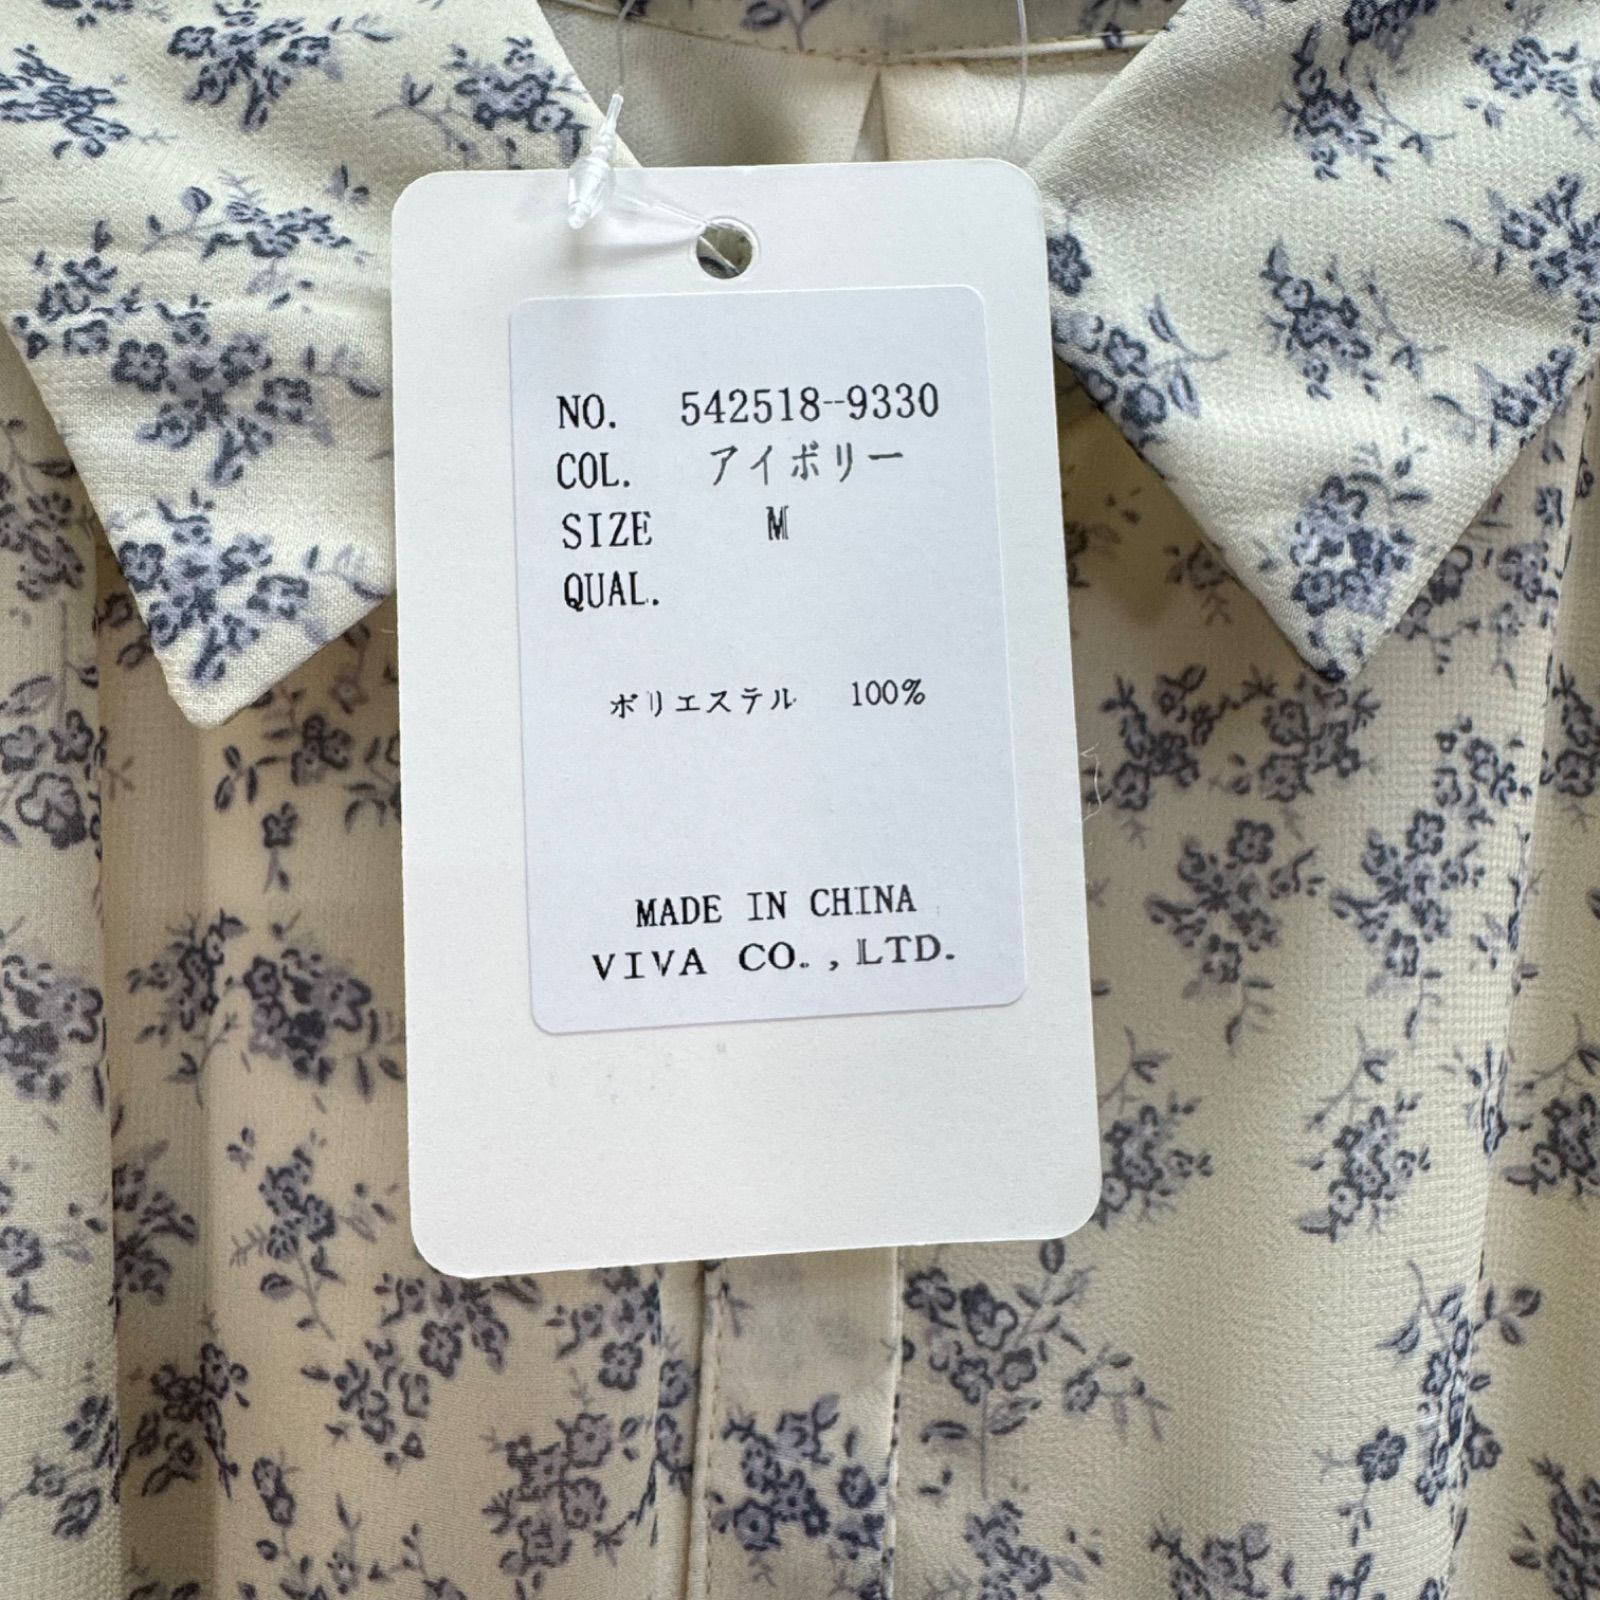 NO. 542518--9330
COL. アイボリー
SIZE M
QUAL.
ポリエステル 100%
MADE IN CHINA
VIVA CO.,LTD.